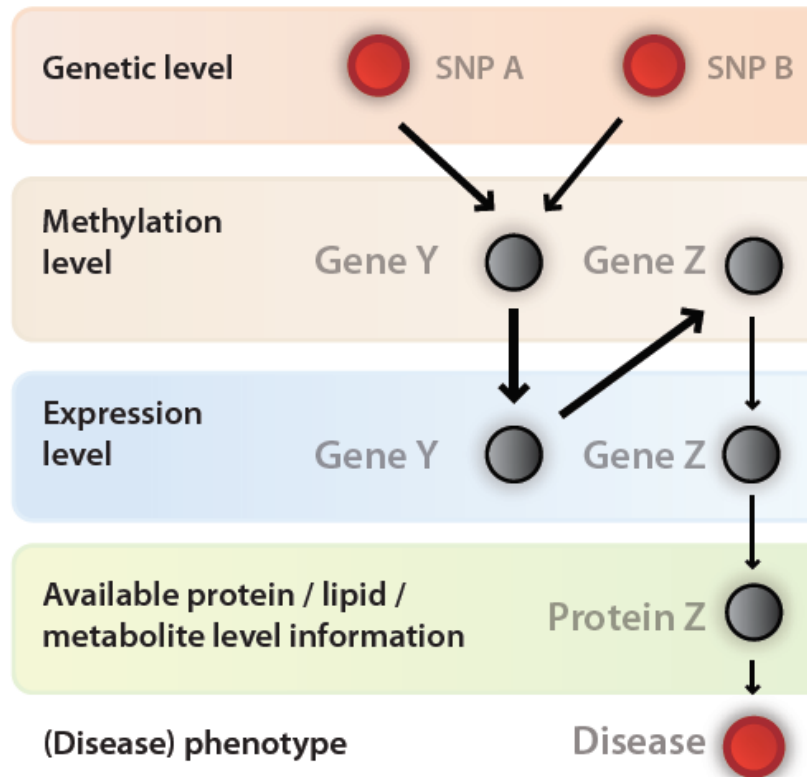 Genetic level
SNP A
SNP B
Methylation
level
Gene Y
Gene Z
Expression
level
Gene Y
Gene Z
Available protein / lipid /
metabolite level information
Protein Z
(Disease) phenotype
Disease